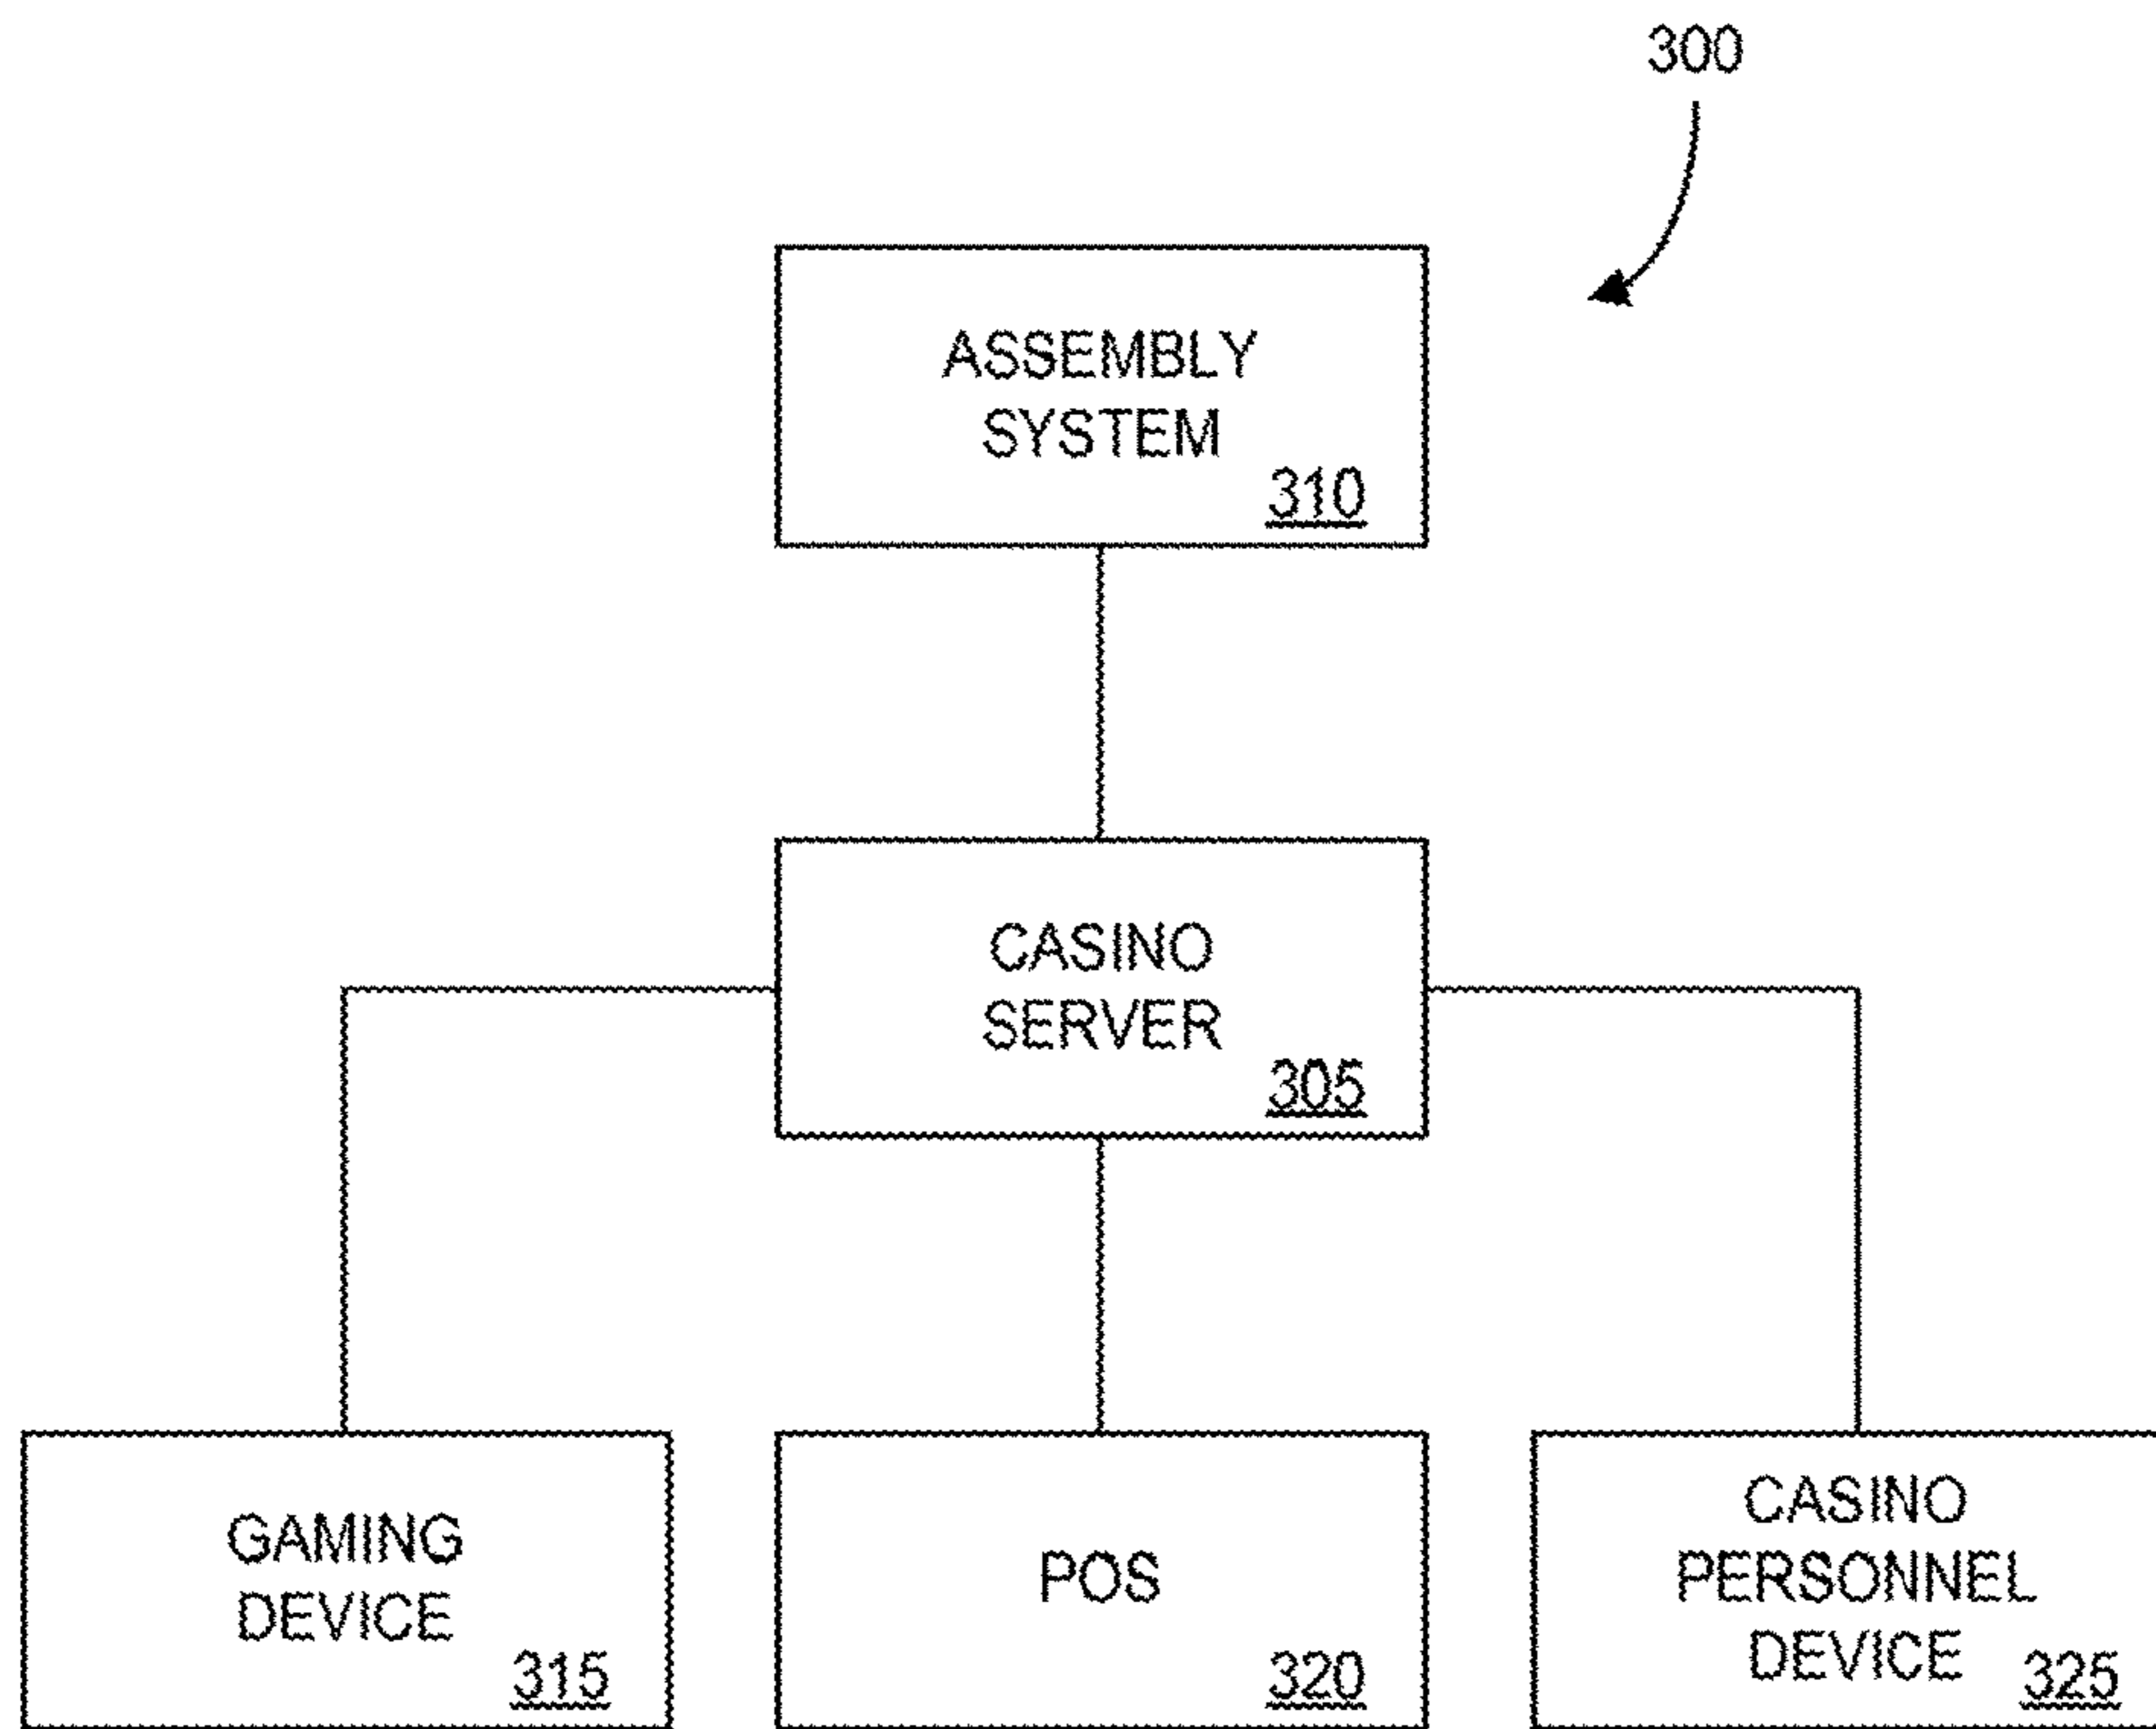 300
ASSEMBLY
SYSTEM
310
CASINO
SERVER
305
GAMING
DEVICE
315
POS
320
CASINO
PERSONNEL
DEVICE
325